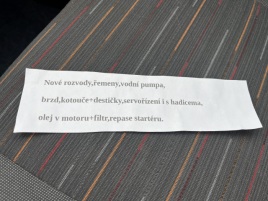 Nové rozvody,řemeny,vodní pumpa,
brzd,kotouče+destičky,servořízení i s hadicema,
olej v motoru+filtr,repase startéru.